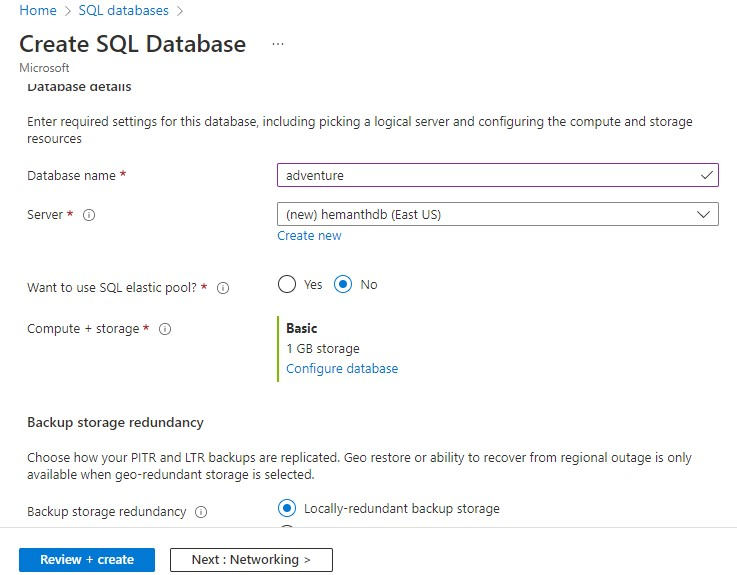 Home > SQL databases >
Create SQL Database ...
Microsoft
Database details
Enter required settings for this database, including picking a logical server and configuring the compute and storage
resources
Database name * adventure
Server * (new) hemanthdb (East US)
Create new
Want to use SQL elastic pool? * Yes No
Compute + storage * Basic
1 GB storage
Configure database
Backup storage redundancy
Choose how your PITR and LTR backups are replicated. Geo restore or ability to recover from regional outage is only
available when geo-redundant storage is selected.
Backup storage redundancy Locally-redundant backup storage
Review + create Next : Networking >